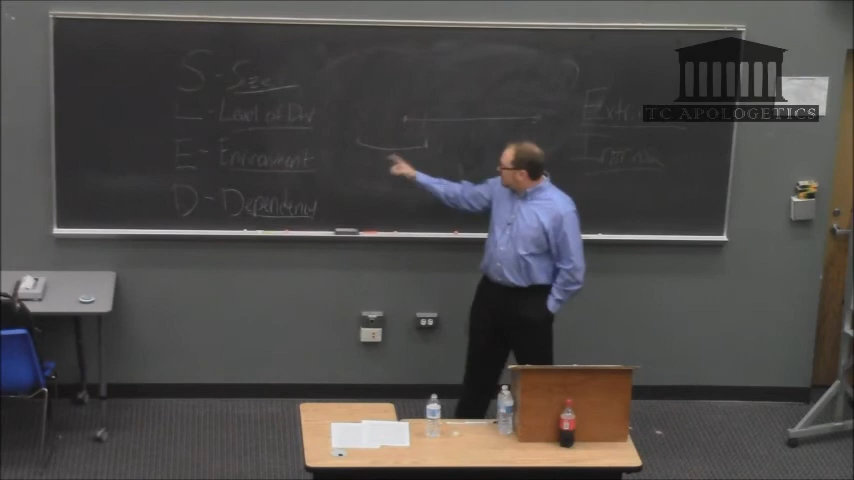 S - Size
L - Level of Dev
E - Environment
D - Dependency
TC APOLOGETICS